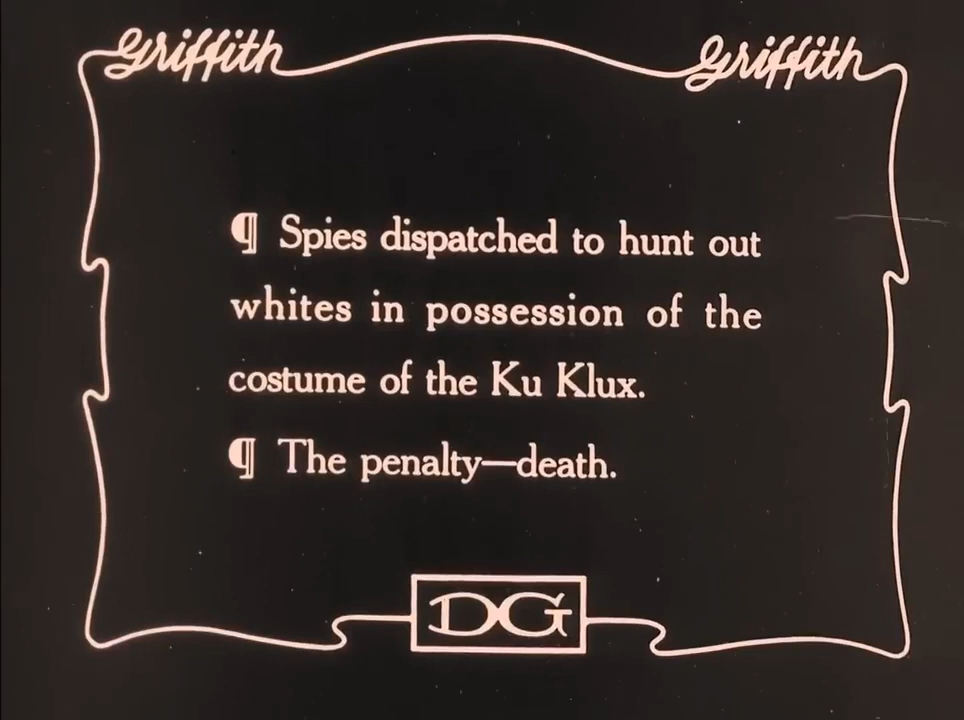 Griffith Griffith
¶ Spies dispatched to hunt out
whites in possession of the
costume of the Ku Klux.
¶ The penalty—death.
DG